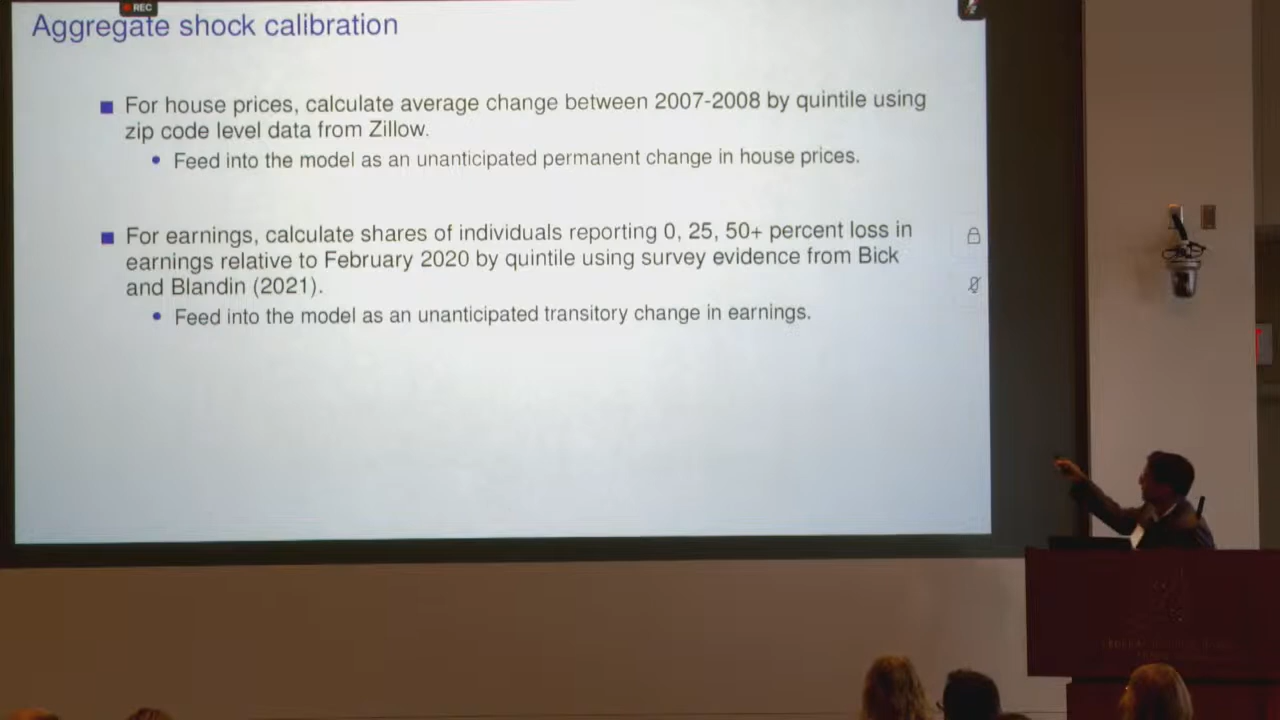 REC
Aggregate shock calibration
For house prices, calculate average change between 2007-2008 by quintile using
zip code level data from Zillow.
Feed into the model as an unanticipated permanent change in house prices.
For earnings, calculate shares of individuals reporting 0, 25, 50+ percent loss in
earnings relative to February 2020 by quintile using survey evidence from Bick
and Blandin (2021).
Feed into the model as an unanticipated transitory change in earnings.